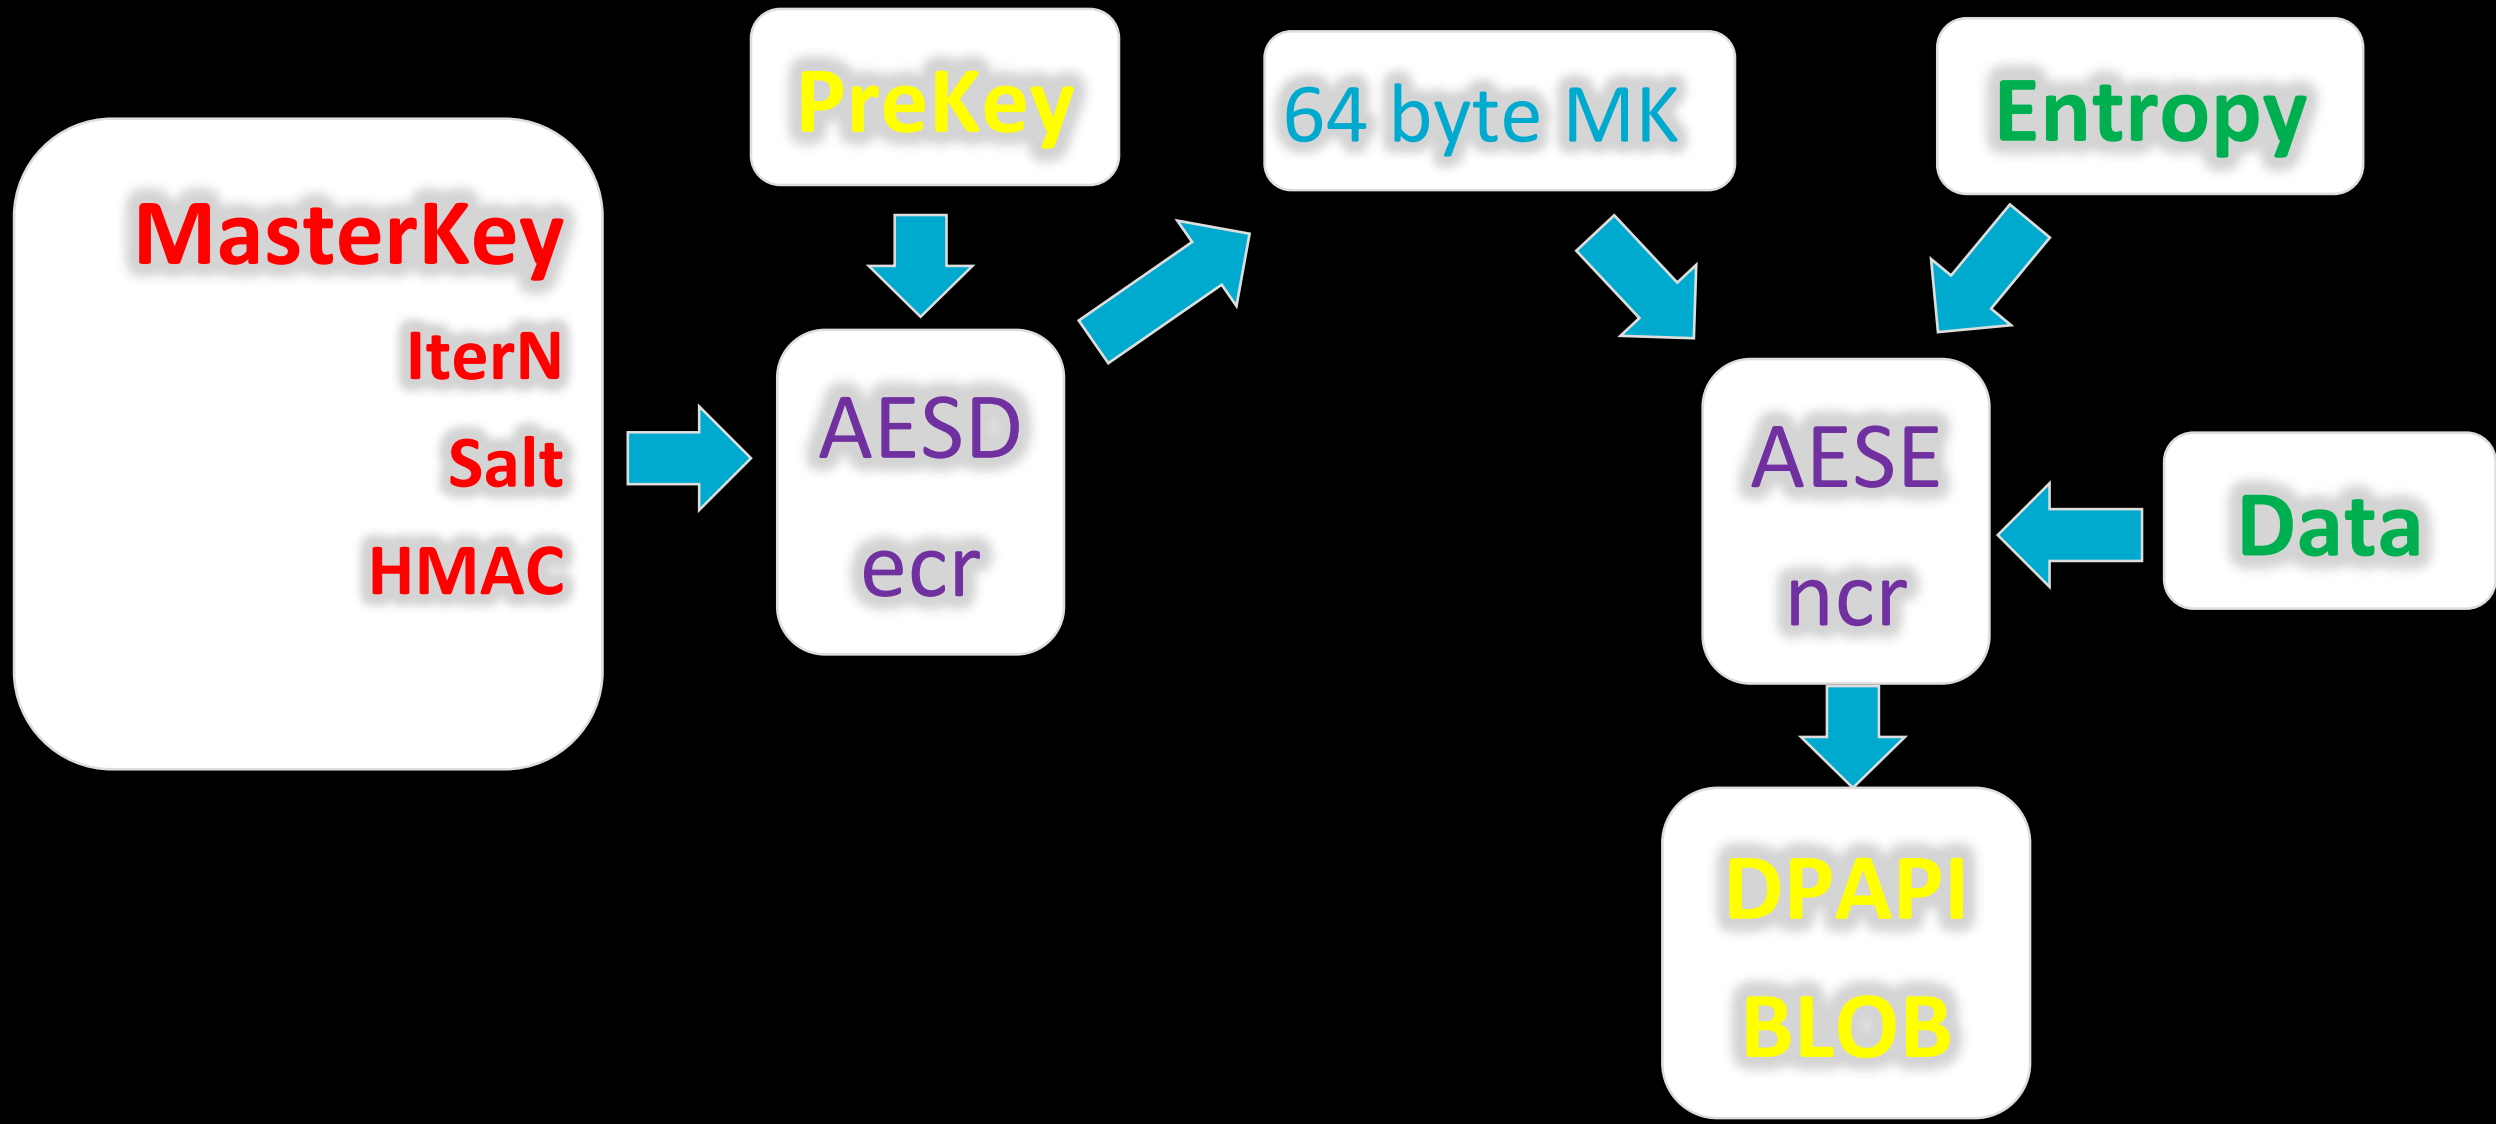 MasterKey
IterN
Salt
HMAC
PreKey
AESD
ecr
64 byte MK
Entropy
AESE
ncr
Data
DPAPI
BLOB